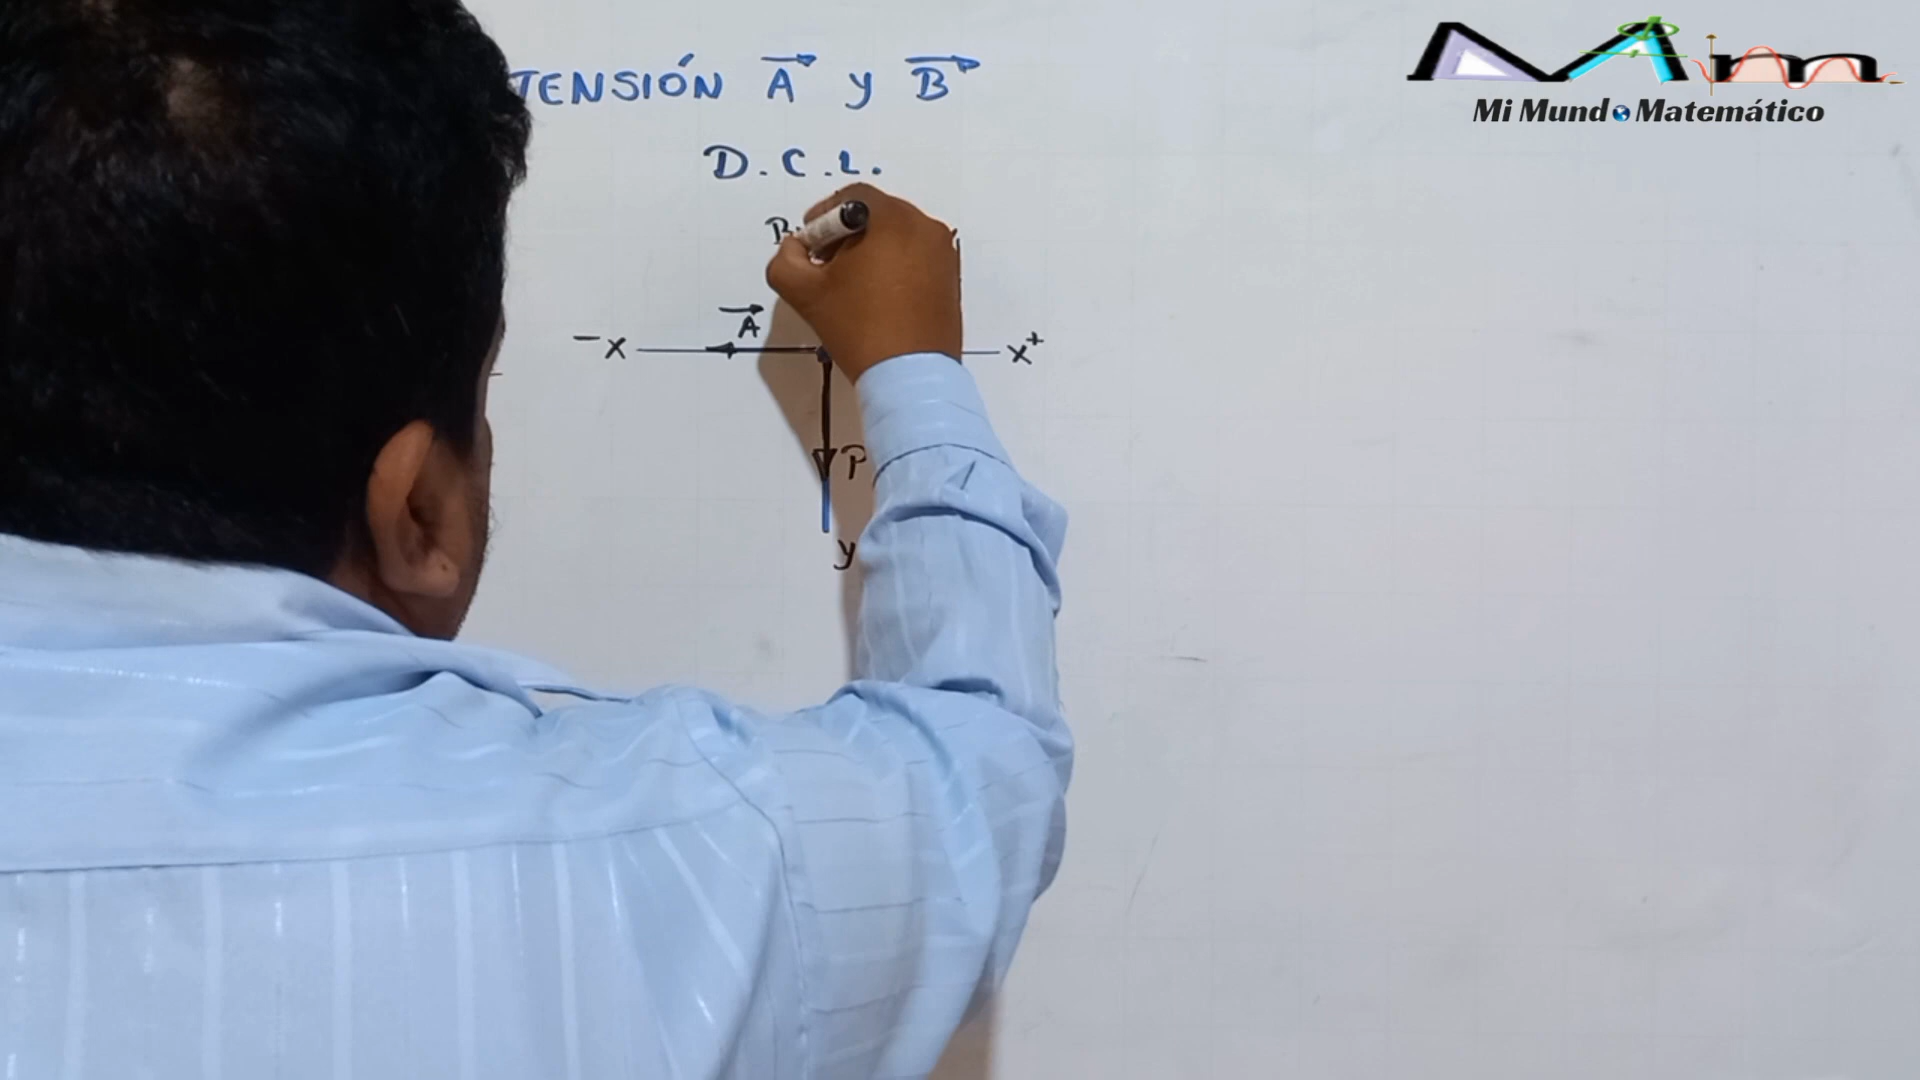 TENSIÓN A y B
Mi Mundo Matemático
D.C.L.
B
A
-x
x+
P
y